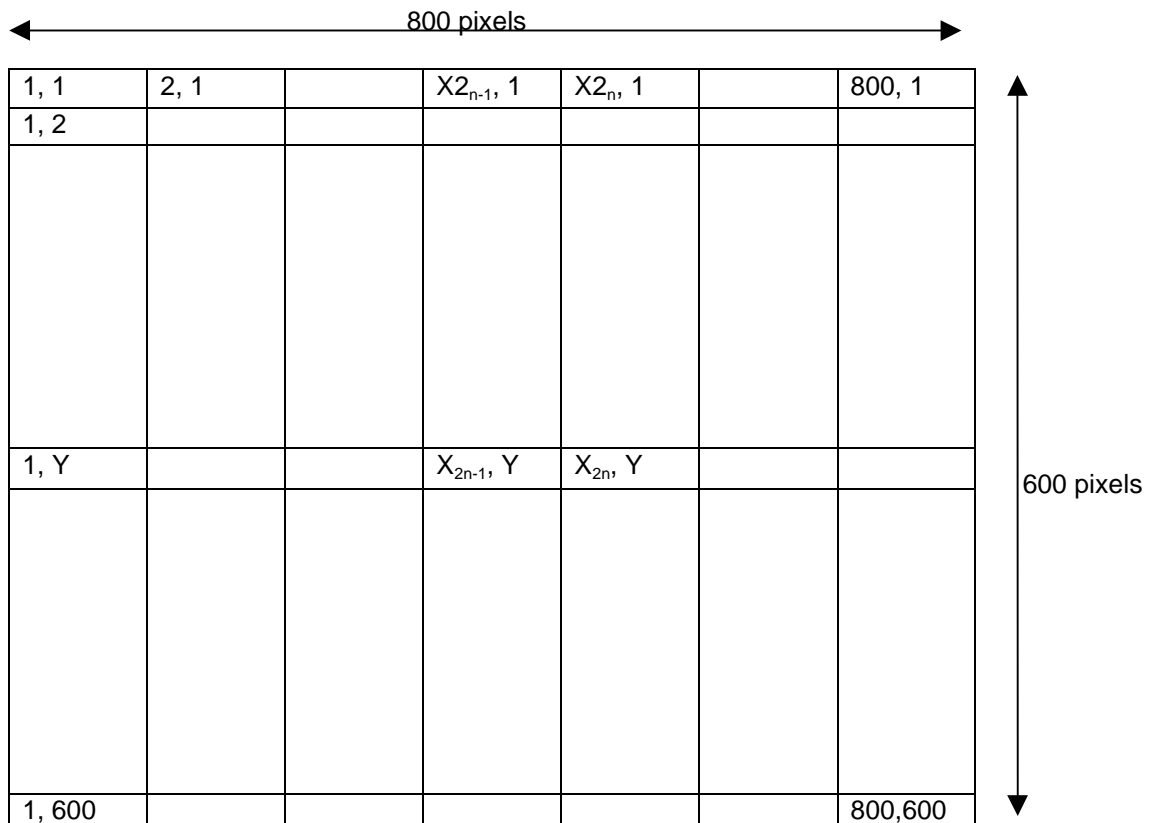 800 pixels
1, 1 2, 1 X2ₙ₋₁, 1 X2ₙ, 1 800, 1
1, 2
1, Y X₂ₙ₋₁, Y X₂ₙ, Y
600 pixels
1, 600 800,600